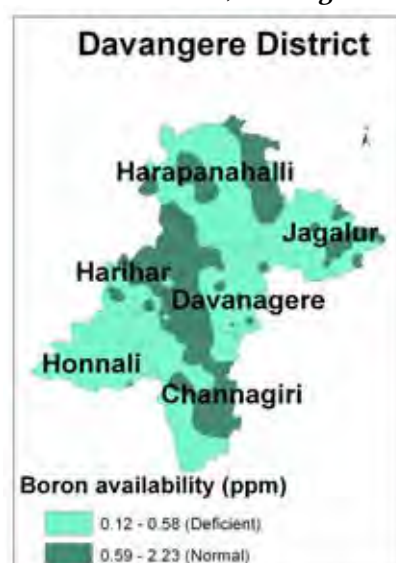 Davangere District
Harapanahalli
Jagalur
Harihar
Davanagere
Honnali
Channagiri
Boron availability (ppm)
0.12 - 0.58 (Deficient)
0.59 - 2.23 (Normal)